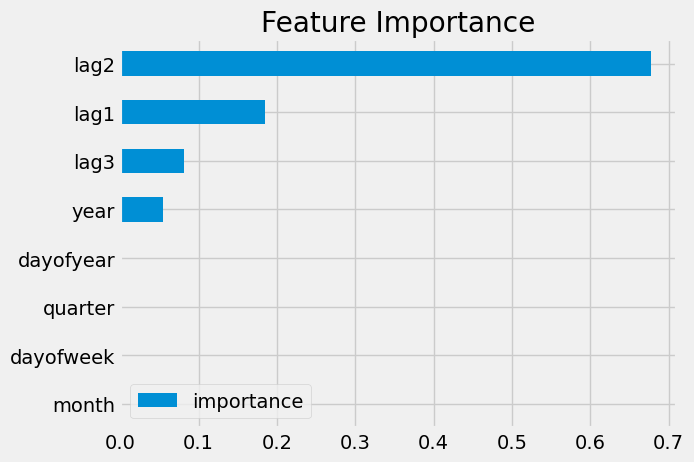 Feature Importance
lag2
lag1
lag3
year
dayofyear
quarter
dayofweek
month
importance
0.0 0.1 0.2 0.3 0.4 0.5 0.6 0.7